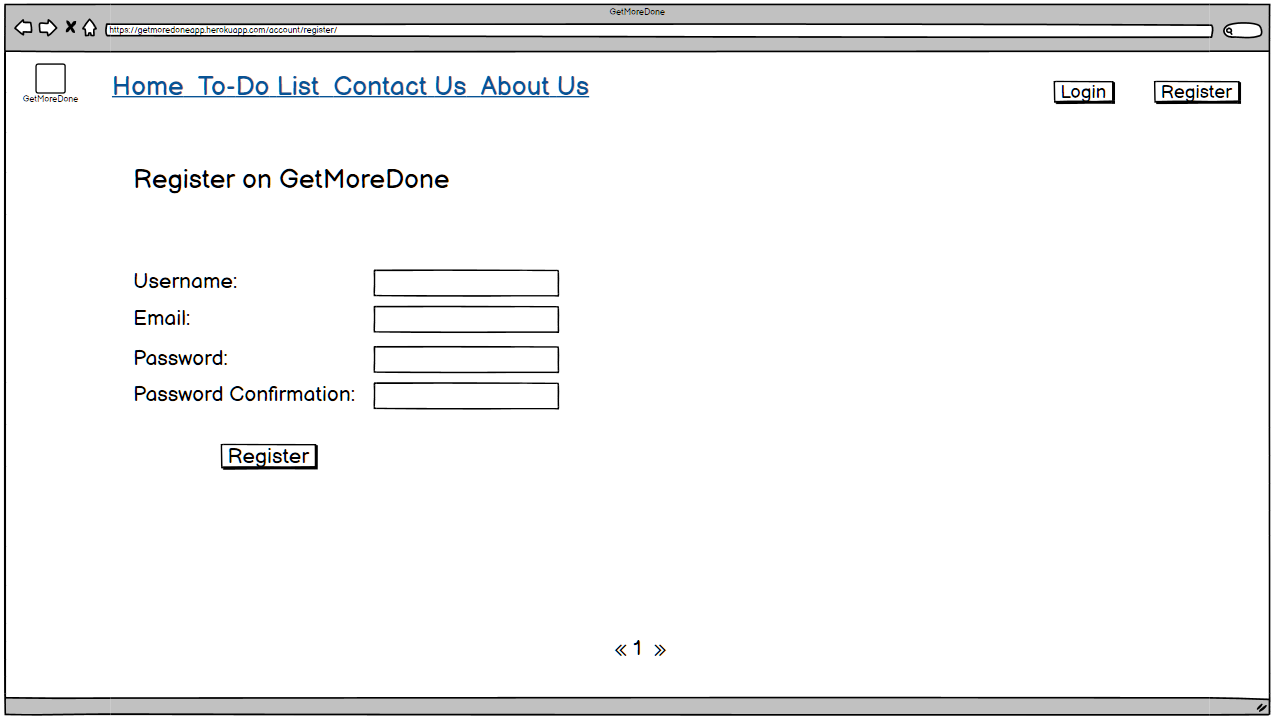 GetMoreDone
https://getmoredoneapp.herokuapp.com/account/register/
GetMoreDone
Home To-Do List Contact Us About Us
Login Register
Register on GetMoreDone
Username:
Email:
Password:
Password Confirmation:
Register
« 1 »